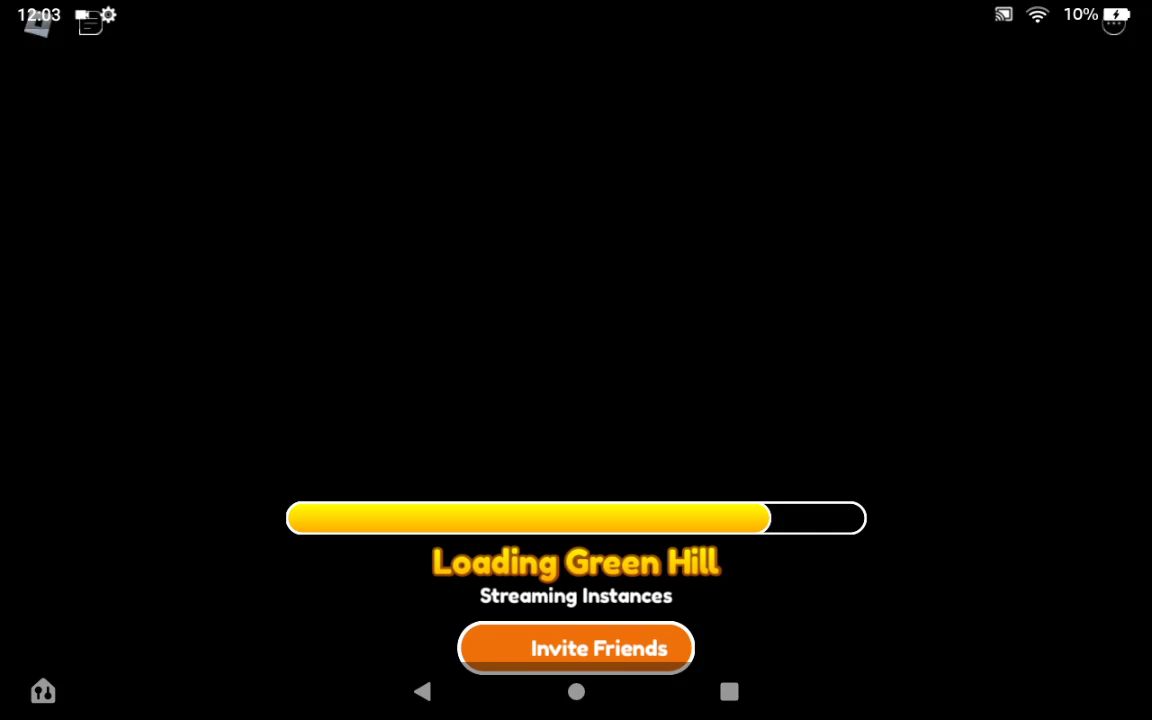 12:03
10%
Loading Green Hill
Streaming Instances
Invite Friends